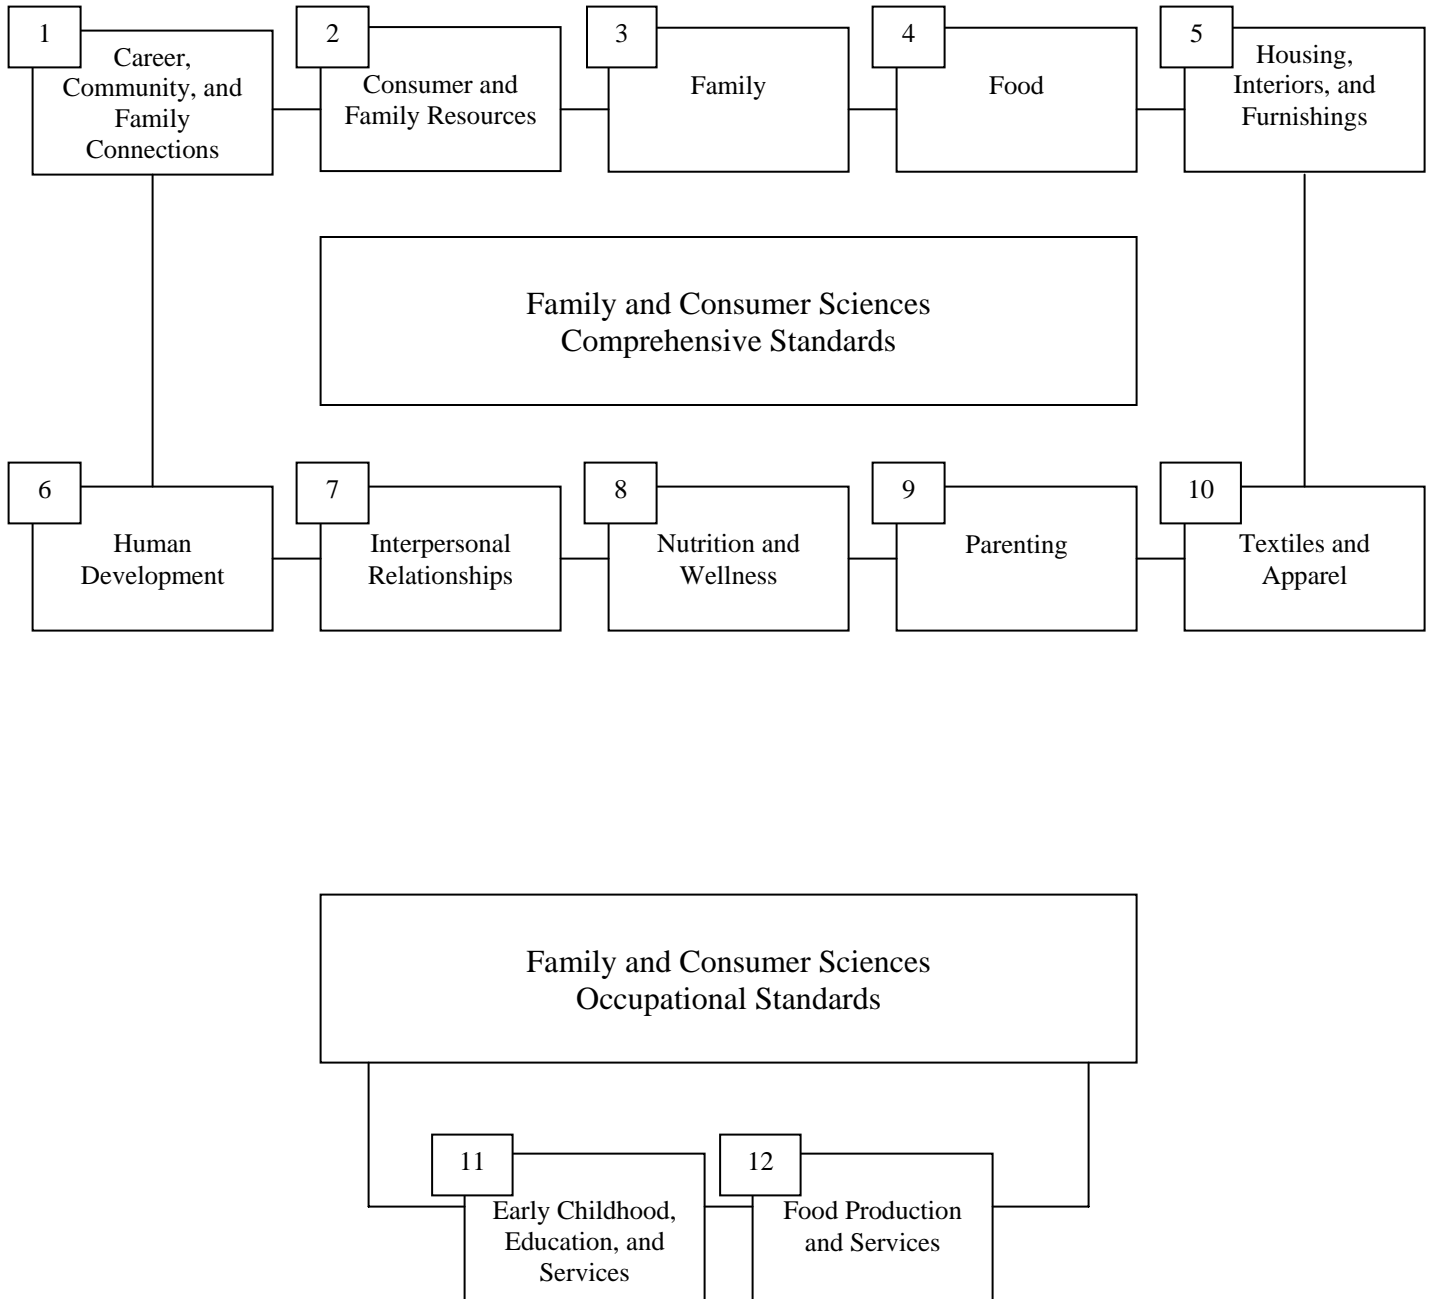 1
Career,
Community, and
Family
Connections
2
Consumer and
Family Resources
3
Family
4
Food
5
Housing,
Interiors, and
Furnishings
Family and Consumer Sciences
Comprehensive Standards
6
Human
Development
7
Interpersonal
Relationships
8
Nutrition and
Wellness
9
Parenting
10
Textiles and
Apparel
Family and Consumer Sciences
Occupational Standards
11
Early Childhood,
Education, and
Services
12
Food Production
and Services